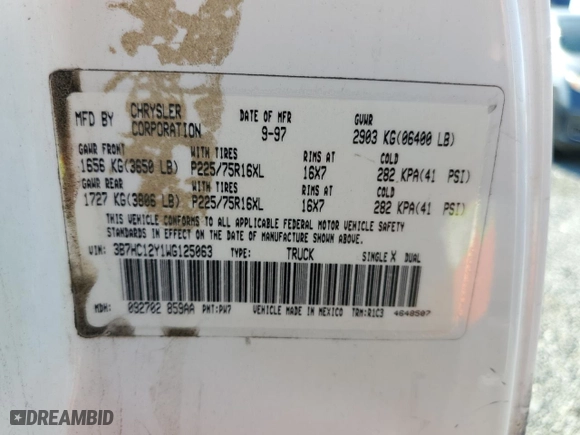 MFD BY CHRYSLER CORPORATION DATE OF MFR 9-97 GVWR 2903 KG(06400 LB)
GAWR FRONT WITH TIRES RIMS AT COLD
1656 KG(3650 LB) P225/75R16XL 16X7 282 KPA(41 PSI)
GAWR REAR WITH TIRES RIMS AT COLD
1727 KG(3806 LB) P225/75R16XL 16X7 282 KPA(41 PSI)
THIS VEHICLE CONFORMS TO ALL APPLICABLE FEDERAL MOTOR VEHICLE SAFETY
STANDARDS IN EFFECT ON THE DATE OF MANUFACTURE SHOWN ABOVE.
VIN: 3B7HC12Y1WG125063 TYPE: TRUCK SINGLE X DUAL
MDH: 092702 859AA PNT:PW7 VEHICLE MADE IN MEXICO TRM:R1C3 4648507
DREAMBID